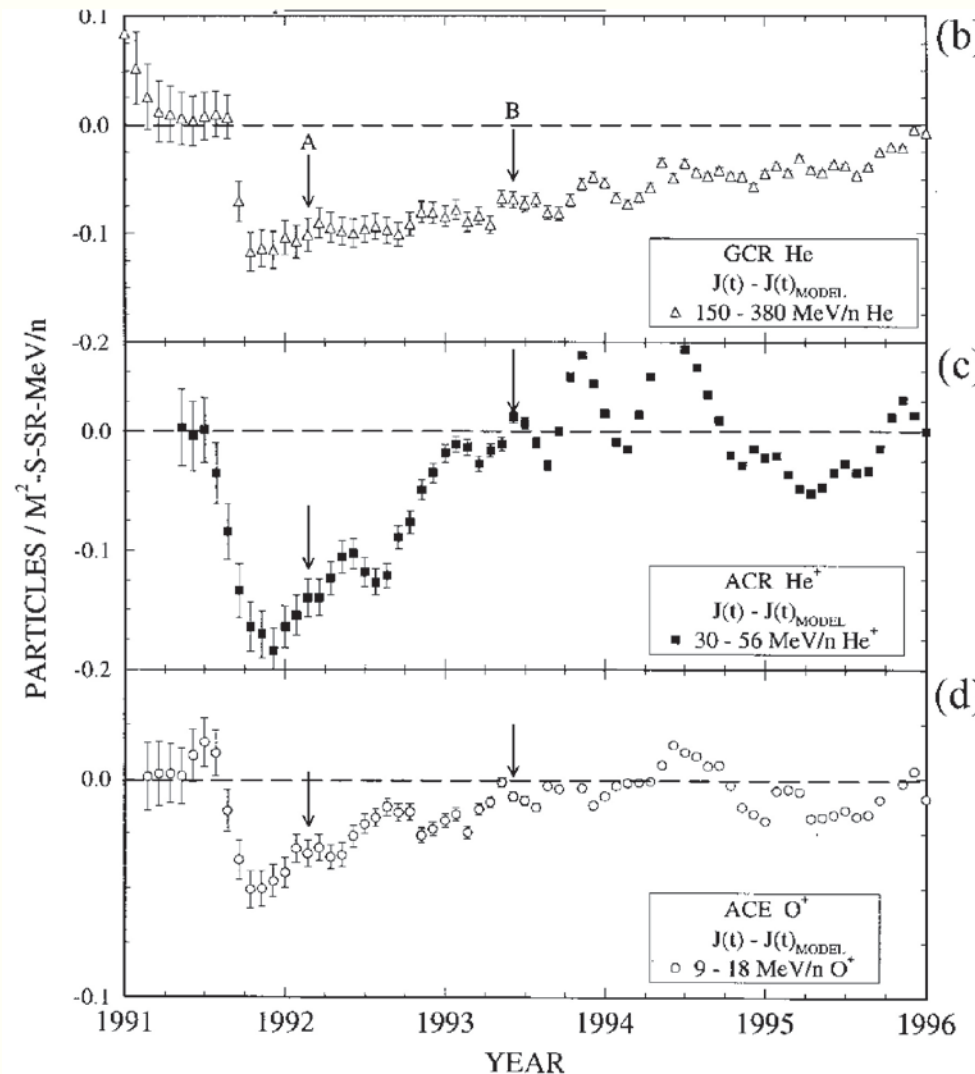 (b)
0.1
0.0
-0.1
-0.2
A
B
GCR He
J(t) - J(t)MODEL
△ 150 - 380 MeV/n He
(c)
0.0
-0.1
-0.2
ACR He+
J(t) - J(t)MODEL
■ 30 - 56 MeV/n He+
PARTICLES / M2-S-SR-MeV/n
(d)
0.0
-0.1
ACE O+
J(t) - J(t)MODEL
○ 9 - 18 MeV/n O+
1991
1992
1993
1994
1995
1996
YEAR